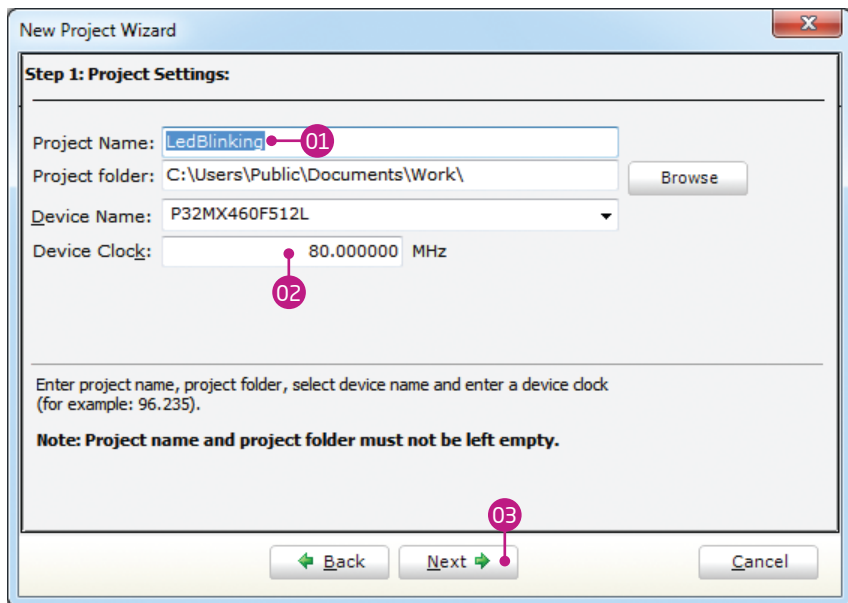 New Project Wizard
Step 1: Project Settings:
Project Name: LedBlinking 01
Project folder: C:\Users\Public\Documents\Work\ Browse
Device Name: P32MX460F512L
Device Clock: 80.000000 MHz
02
Enter project name, project folder, select device name and enter a device clock
(for example: 96.235).
Note: Project name and project folder must not be left empty.
03
Back Next Cancel